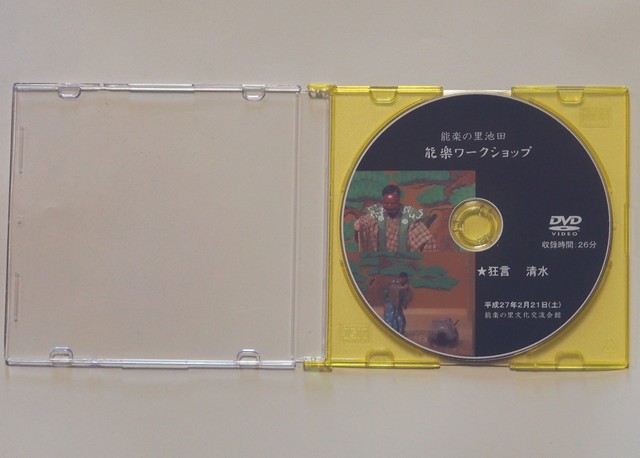 能楽の里池田
能楽ワークショップ
DVD
VIDEO
収録時間:26分
★狂言 清水
平成27年2月21日(土)
能楽の里文化交流会館